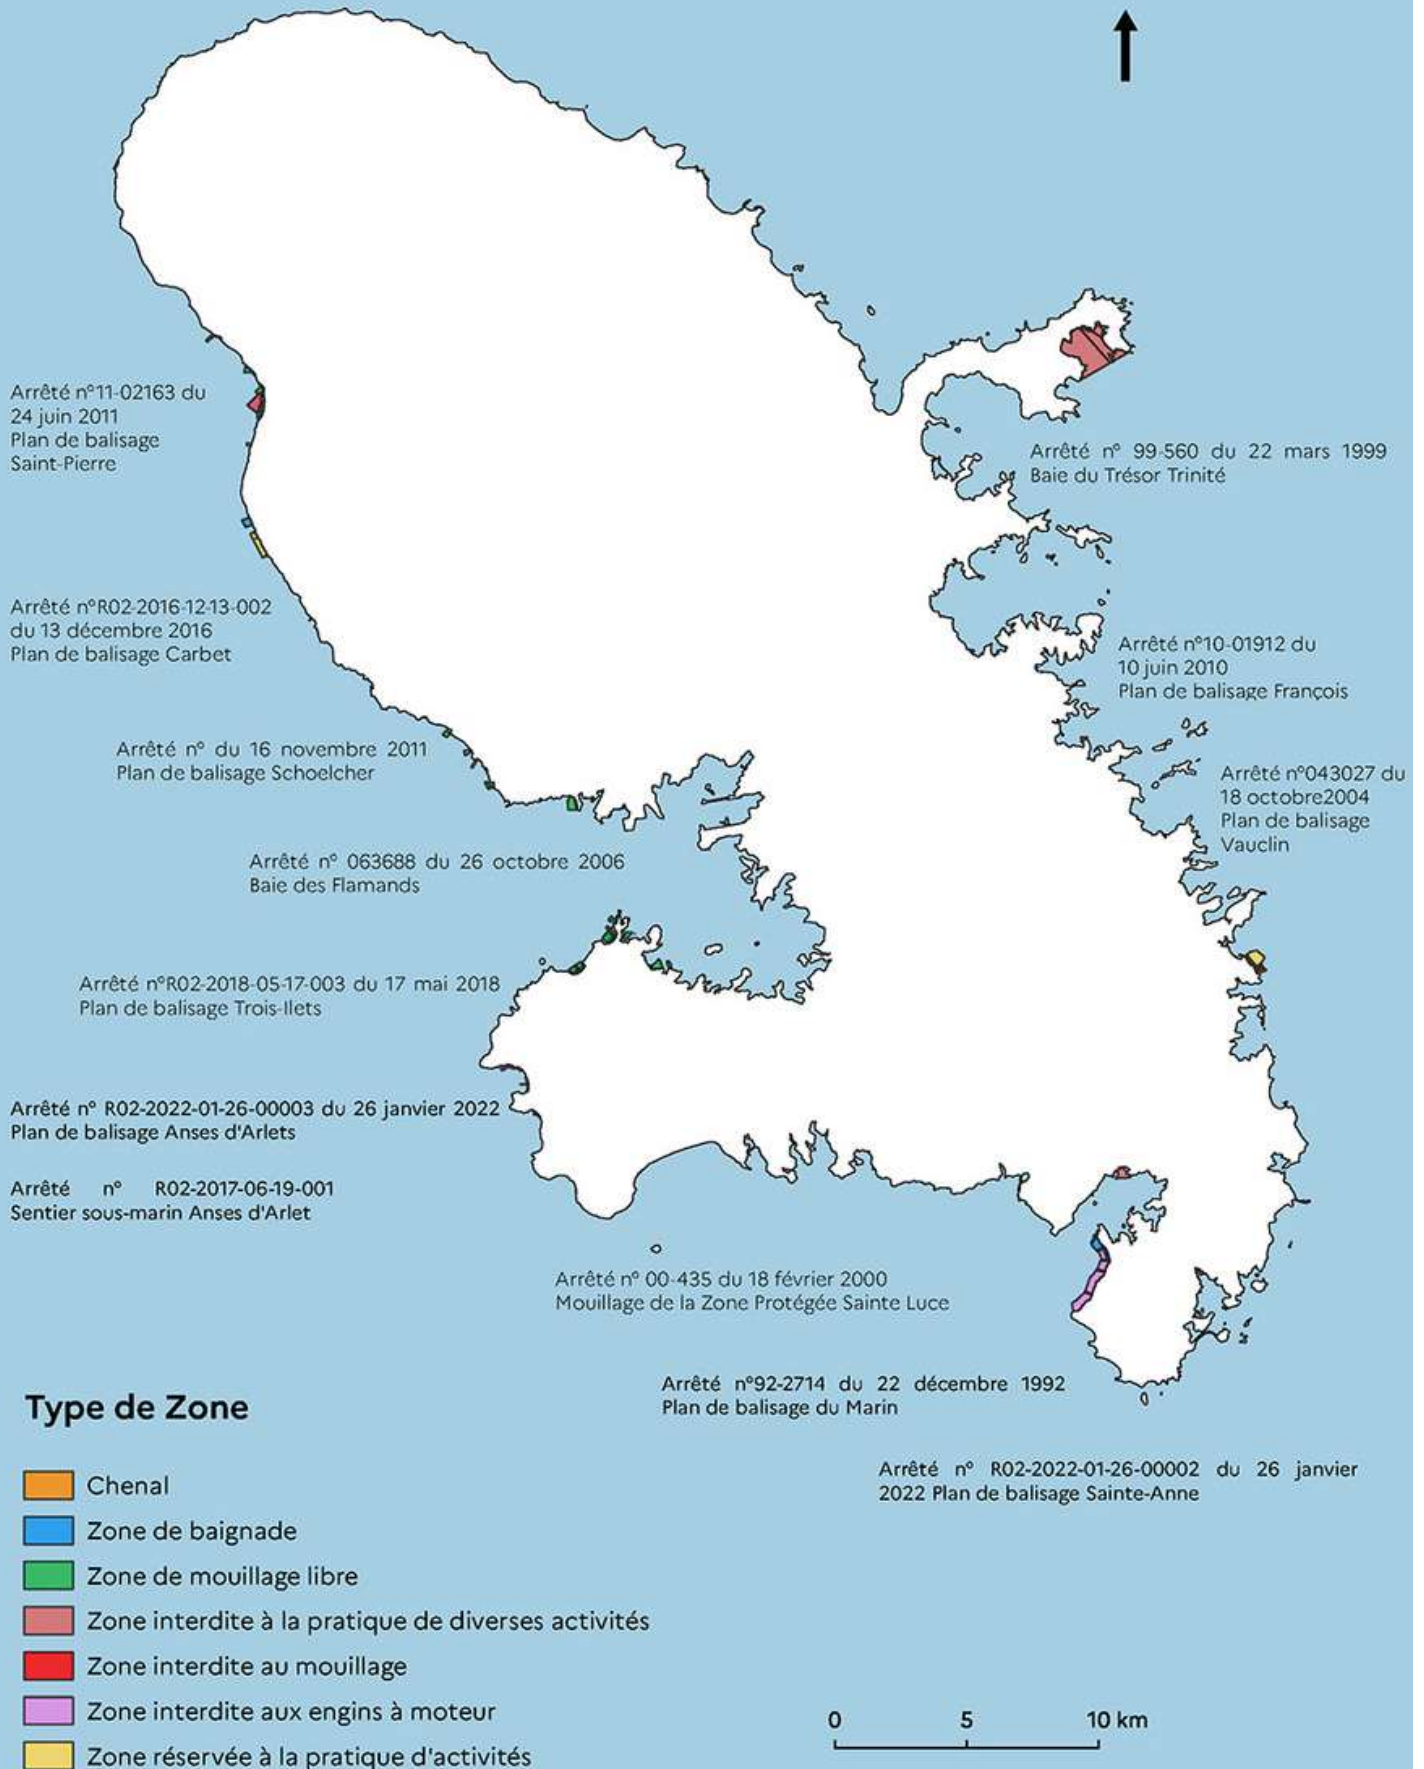 Arrêté n°11-02163 du
24 juin 2011
Plan de balisage
Saint-Pierre
Arrêté n° 99-560 du 22 mars 1999
Baie du Trésor Trinité
Arrêté n°R02-2016-12-13-002
du 13 décembre 2016
Plan de balisage Carbet
Arrêté n°10-01912 du
10 juin 2010
Plan de balisage François
Arrêté n° du 16 novembre 2011
Plan de balisage Schoelcher
Arrêté n°043027 du
18 octobre2004
Plan de balisage
Vauclin
Arrêté n° 063688 du 26 octobre 2006
Baie des Flamands
Arrêté n°R02-2018-05-17-003 du 17 mai 2018
Plan de balisage Trois-Ilets
Arrêté n° R02-2022-01-26-00003 du 26 janvier 2022
Plan de balisage Anses d'Arlets
Arrêté n° R02-2017-06-19-001
Sentier sous-marin Anses d'Arlet
Arrêté n° 00-435 du 18 février 2000
Mouillage de la Zone Protégée Sainte Luce
Arrêté n°92-2714 du 22 décembre 1992
Plan de balisage du Marin
Arrêté n° R02-2022-01-26-00002 du 26 janvier
2022 Plan de balisage Sainte-Anne
Type de Zone
Chenal
Zone de baignade
Zone de mouillage libre
Zone interdite à la pratique de diverses activités
Zone interdite au mouillage
Zone interdite aux engins à moteur
Zone réservée à la pratique d'activités
0 5 10 km